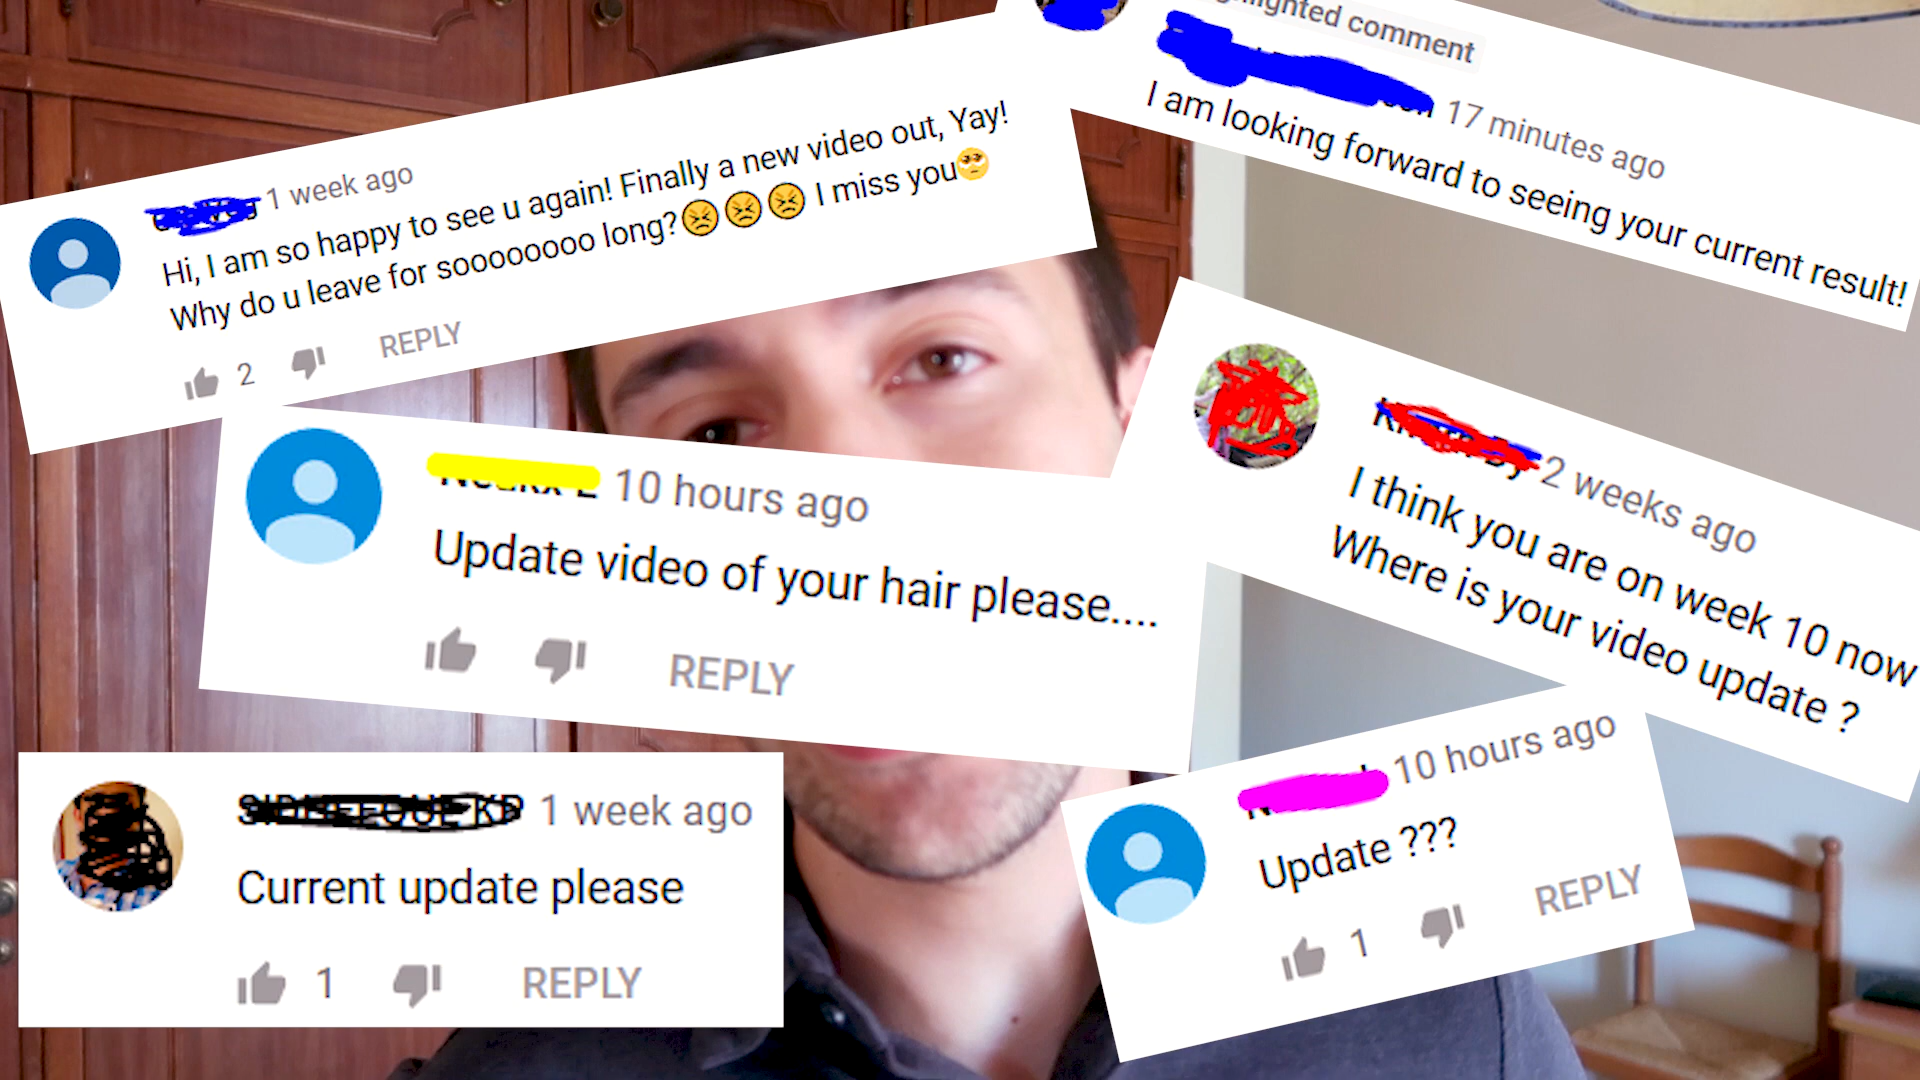 1 week ago
Hi, I am so happy to see u again! Finally a new video out, Yay!
Why do u leave for soooooooo long?😣😣😣 I miss you🥺
2 REPLY
comment
17 minutes ago
I am looking forward to seeing your current result!
10 hours ago
Update video of your hair please....
REPLY
2 weeks ago
I think you are on week 10 now
Where is your video update ?
1 week ago
Current update please
1 REPLY
10 hours ago
Update ???
1 REPLY